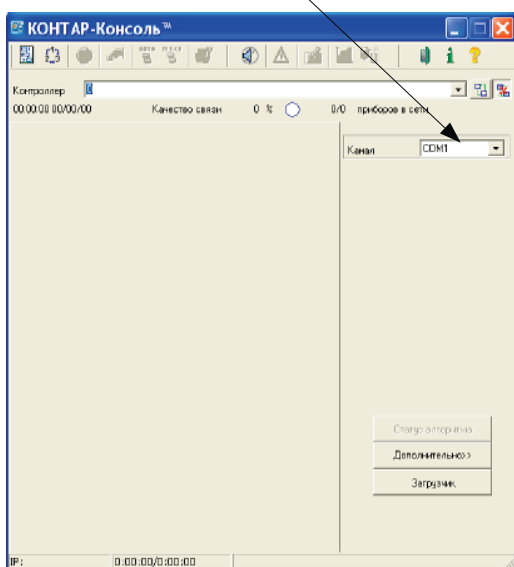 КОНТАР-Консоль™
Контроллер
00:00:00 00/00/00 Качество связи 0 % 0/0 приборов в сети
Канал COM1
Статус алгоритма
Дополнительно>>
Загрузчик
IP: 0:00:00/0:00:00